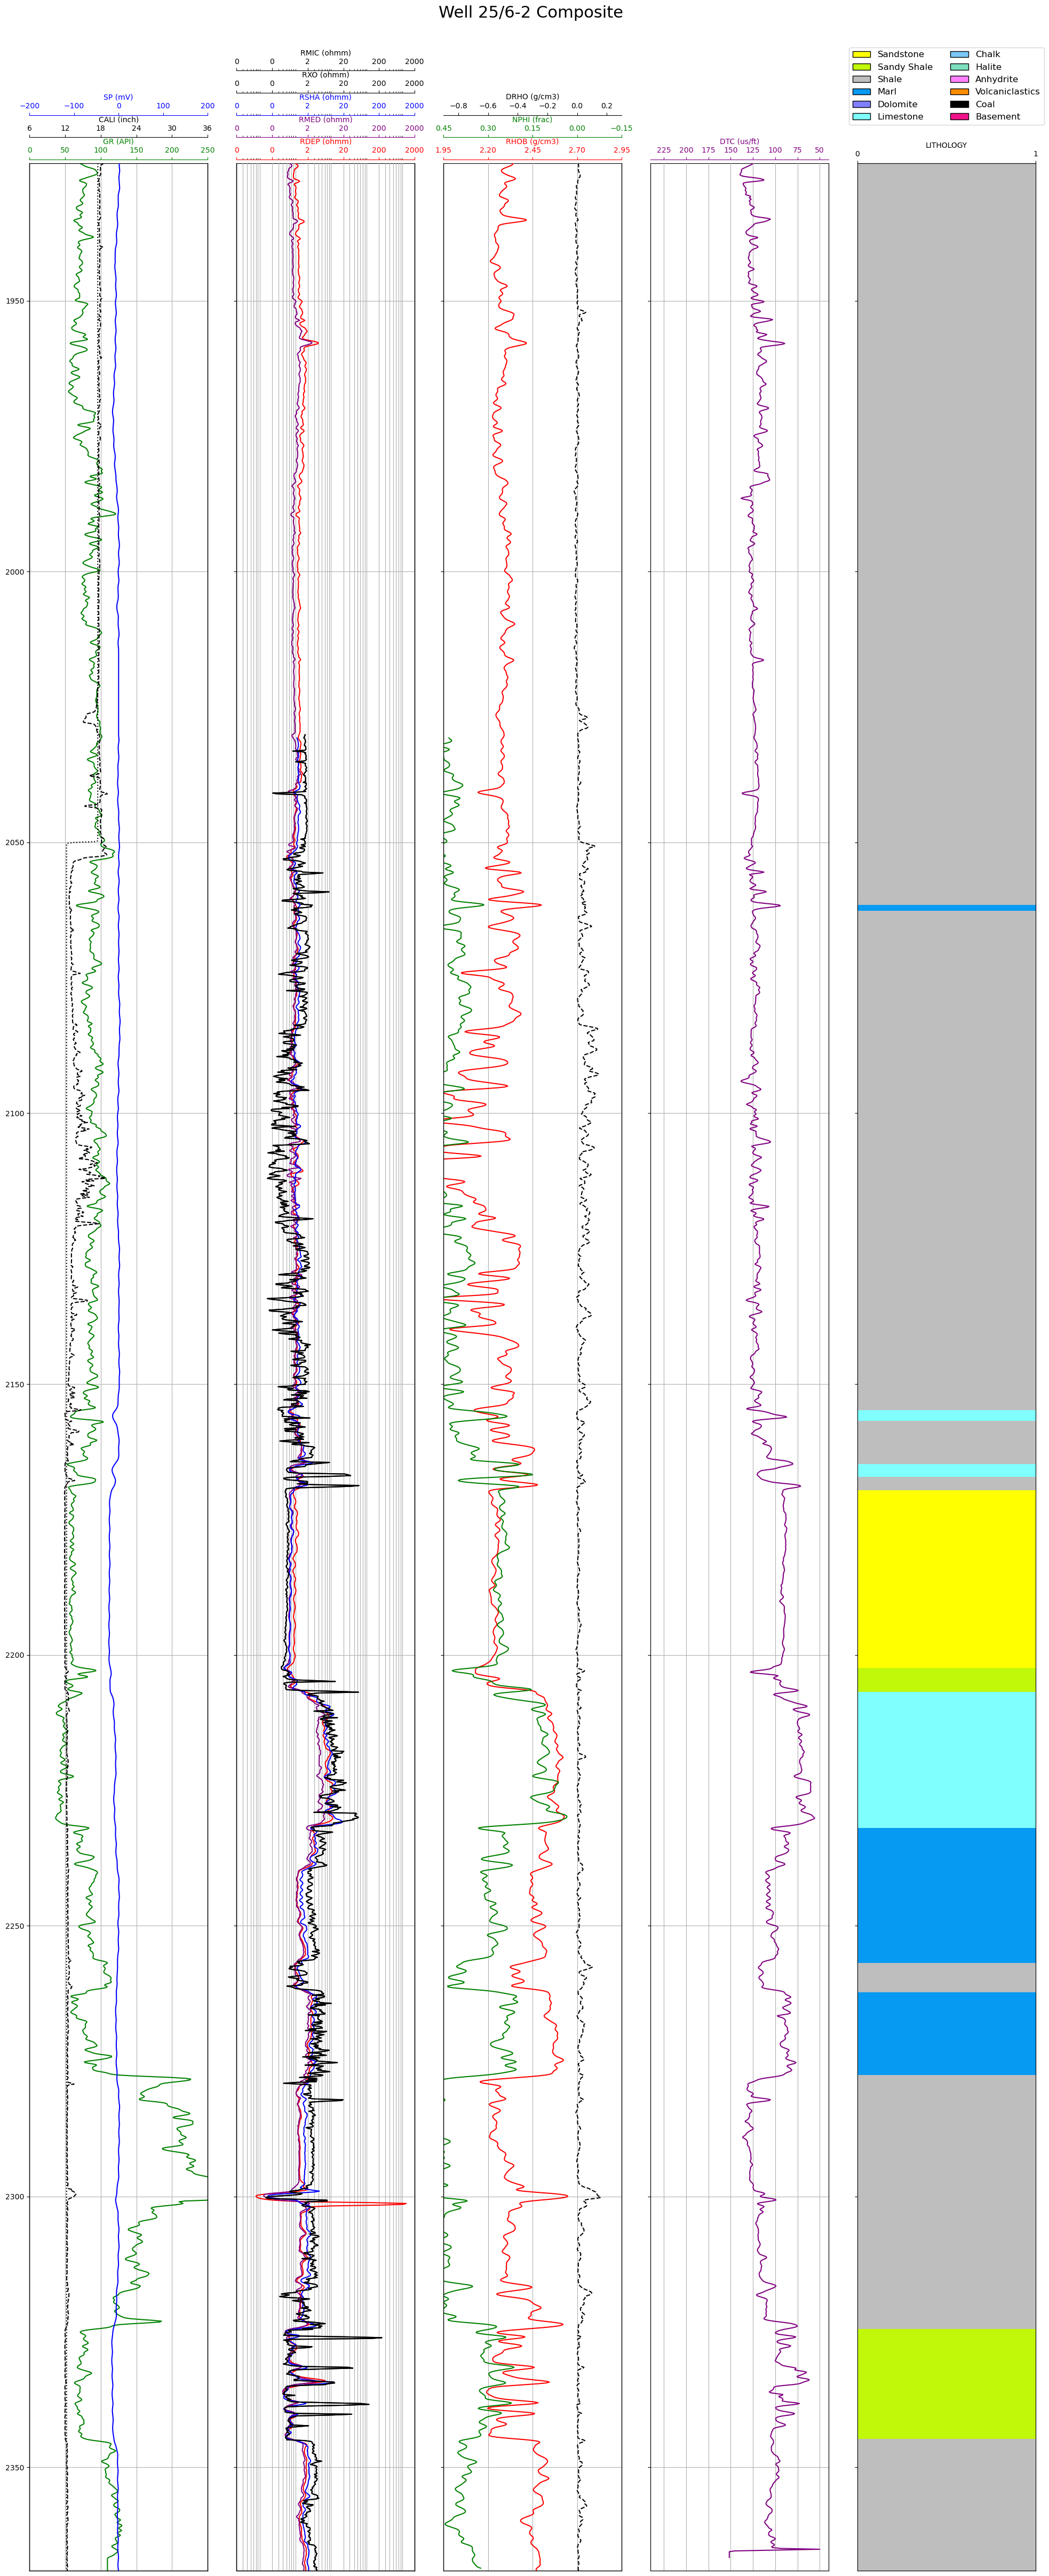 Well 25/6-2 Composite
RMIC (ohmm)
0 0 2 20 200 2000
RXO (ohmm)
0 0 2 20 200 2000
SP (mV)
−200 −100 0 100 200
RSHA (ohmm)
0 0 2 20 200 2000
DRHO (g/cm3)
−0.8 −0.6 −0.4 −0.2 0.0 0.2
CALI (inch)
6 12 18 24 30 36
RMED (ohmm)
0 0 2 20 200 2000
NPHI (frac)
0.45 0.30 0.15 0.00 −0.15
GR (API)
0 50 100 150 200 250
RDEP (ohmm)
0 0 2 20 200 2000
RHOB (g/cm3)
1.95 2.20 2.45 2.70 2.95
DTC (us/ft)
225 200 175 150 125 100 75 50
Sandstone
Sandy Shale
Shale
Marl
Dolomite
Limestone
Chalk
Halite
Anhydrite
Volcaniclastics
Coal
Basement
LITHOLOGY
0 1
1950
2000
2050
2100
2150
2200
2250
2300
2350